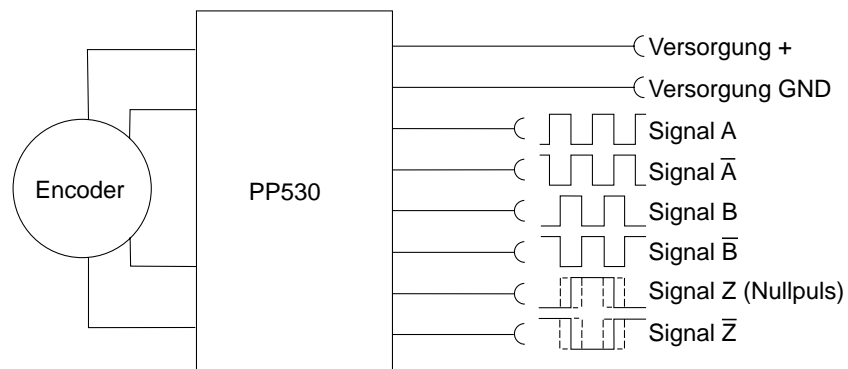 Versorgung +
Versorgung GND
Signal A
Signal A̅
Encoder
PP530
Signal B
Signal B̅
Signal Z (Nullpuls)
Signal Z̅